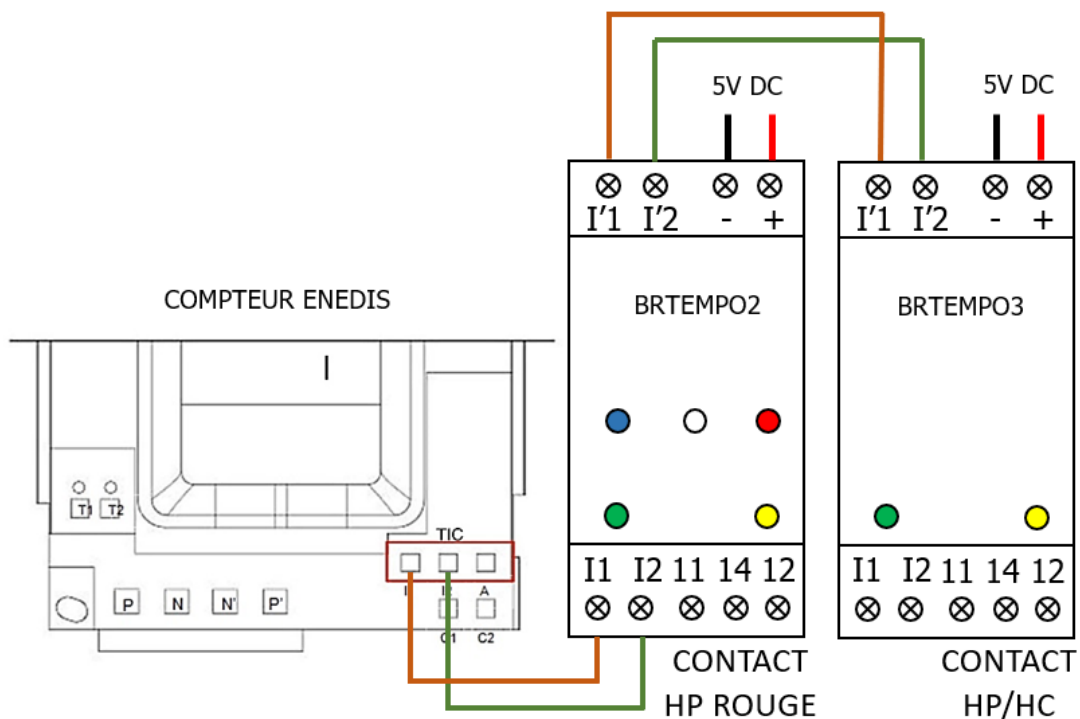 5V DC
5V DC
I'1 I'2 - +
I'1 I'2 - +
COMPTEUR ENEDIS
BRTEMPO2
BRTEMPO3
T1 T2
TIC
I2 A
P N N' P'
C1 C2
I1 I2 11 14 12
I1 I2 11 14 12
CONTACT
HP ROUGE
CONTACT
HP/HC